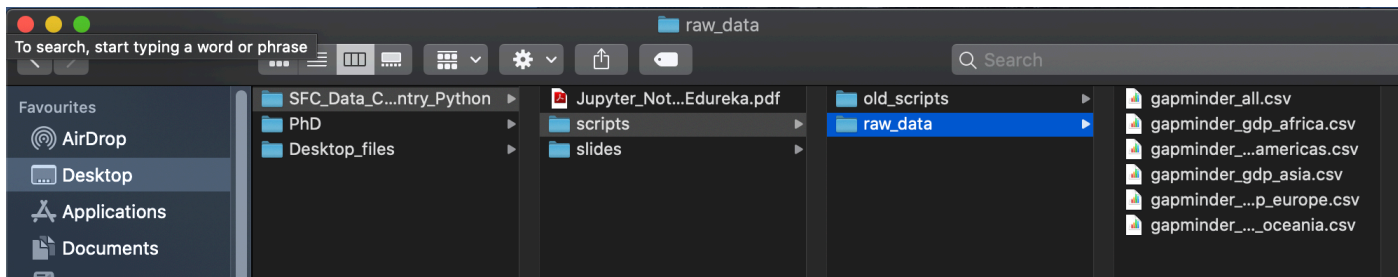 raw_data
To search, start typing a word or phrase
Search
Favourites
AirDrop
Desktop
Applications
Documents
SFC_Data_C...ntry_Python
PhD
Desktop_files
Jupyter_Not...Edureka.pdf
scripts
slides
old_scripts
raw_data
gapminder_all.csv
gapminder_gdp_africa.csv
gapminder_...americas.csv
gapminder_gdp_asia.csv
gapminder_...p_europe.csv
gapminder_..._oceania.csv